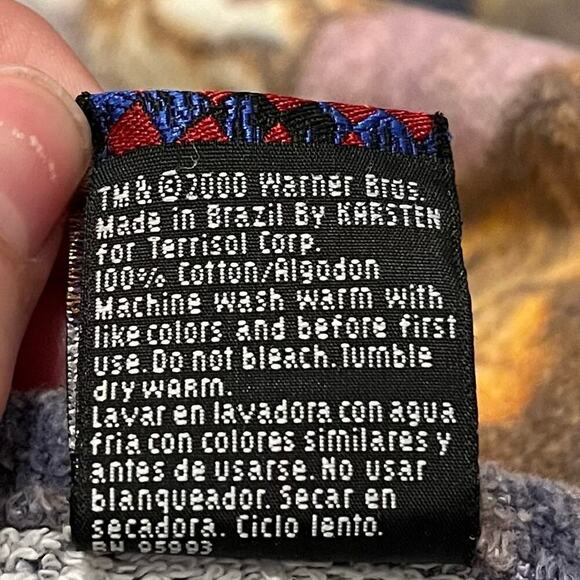 TM & ©2000 Warner Bros.
Made in Brazil By KARSTEN
for Terrisol Corp.
100% Cotton/Algodon
Machine wash warm with
like colors and before first
use. Do not bleach. Tumble
dry WARM.
Lavar en lavadora con agua
fria con colores similares y
antes de usarse. No usar
blanqueador. Secar en
secadora. Ciclo lento.
RN 95993